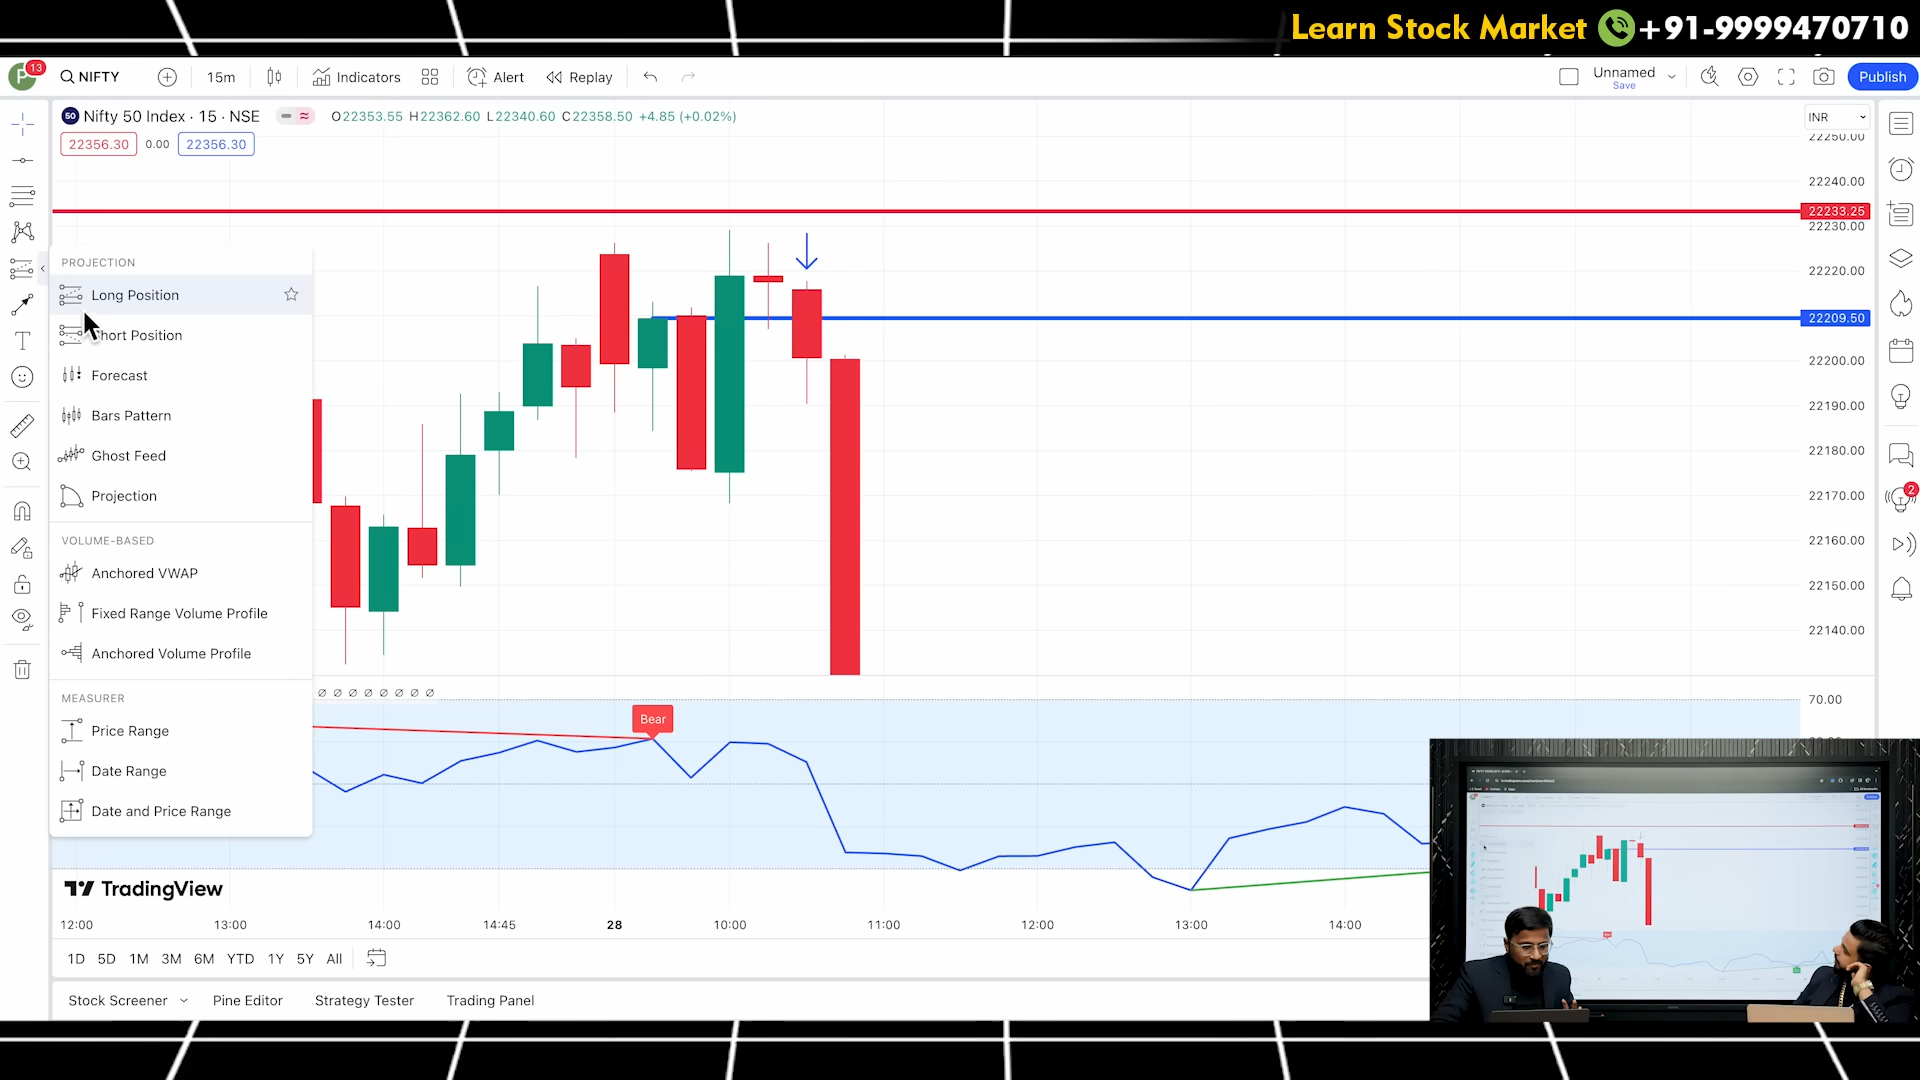 Learn Stock Market +91-9999470710
P 13 NIFTY 15m Indicators Alert Replay Unnamed Save Publish
50 Nifty 50 Index · 15 · NSE O22353.55 H22362.60 L22340.60 C22358.50 +4.85 (+0.02%) INR
22356.30 0.00 22356.30
22250.00
22240.00
22233.25
22230.00
22220.00
22209.50
22200.00
22190.00
22180.00
22170.00
22160.00
22150.00
22140.00
70.00
PROJECTION
Long Position
Short Position
Forecast
Bars Pattern
Ghost Feed
Projection
VOLUME-BASED
Anchored VWAP
Fixed Range Volume Profile
Anchored Volume Profile
MEASURER
Price Range
Date Range
Date and Price Range
2
Bear
TradingView
12:00 13:00 14:00 14:45 28 10:00 11:00 12:00 13:00 14:00
1D 5D 1M 3M 6M YTD 1Y 5Y All
Stock Screener Pine Editor Strategy Tester Trading Panel